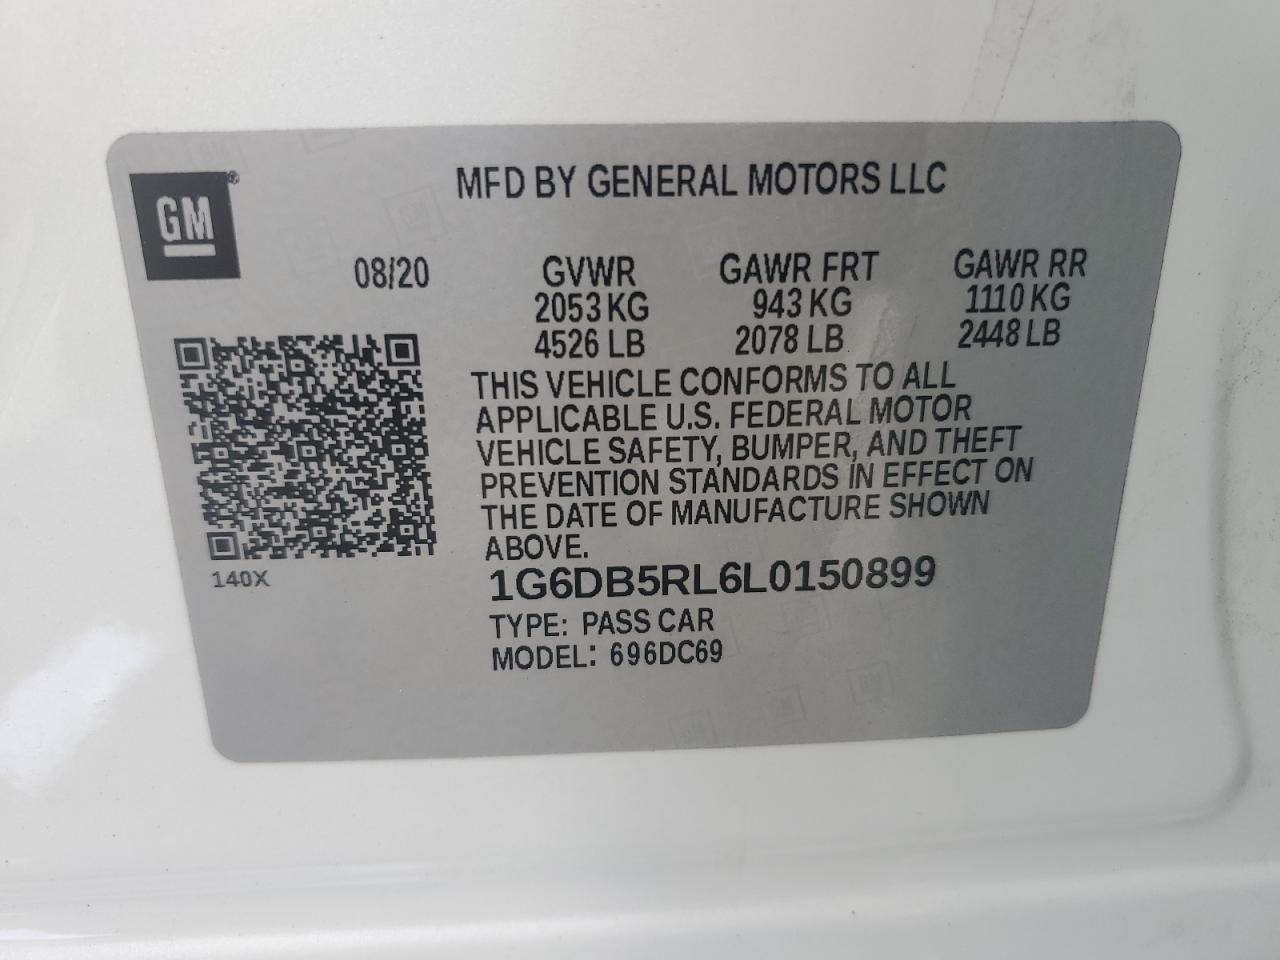 GM®
MFD BY GENERAL MOTORS LLC
08/20 GVWR GAWR FRT GAWR RR
2053 KG 943 KG 1110 KG
4526 LB 2078 LB 2448 LB
THIS VEHICLE CONFORMS TO ALL
APPLICABLE U.S. FEDERAL MOTOR
VEHICLE SAFETY, BUMPER, AND THEFT
PREVENTION STANDARDS IN EFFECT ON
THE DATE OF MANUFACTURE SHOWN
ABOVE.
140X
1G6DB5RL6L0150899
TYPE: PASS CAR
MODEL: 696DC69